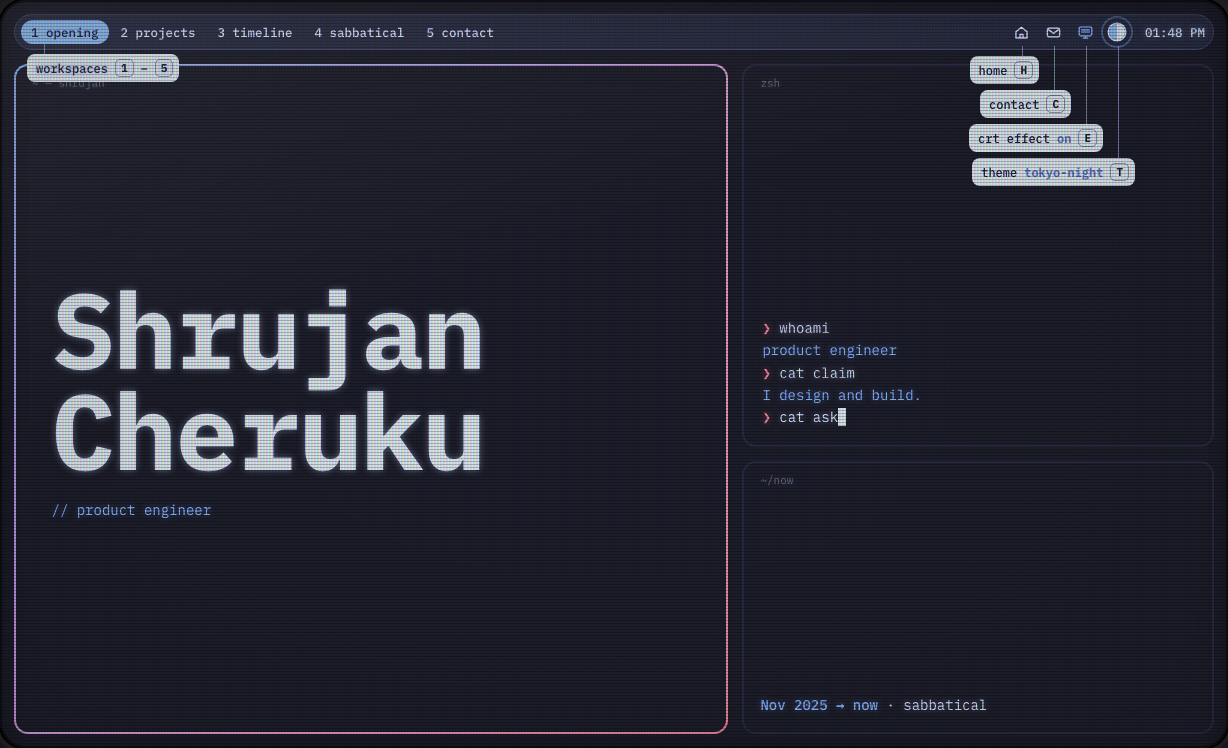 1 opening 2 projects 3 timeline 4 sabbatical 5 contact 01:48 PM
workspaces 1 – 5
home H
contact C
crt effect on E
theme tokyo-night T
~ — shrujan
Shrujan
Cheruku
// product engineer
zsh
❯ whoami
product engineer
❯ cat claim
I design and build.
❯ cat ask
~/now
Nov 2025 → now · sabbatical